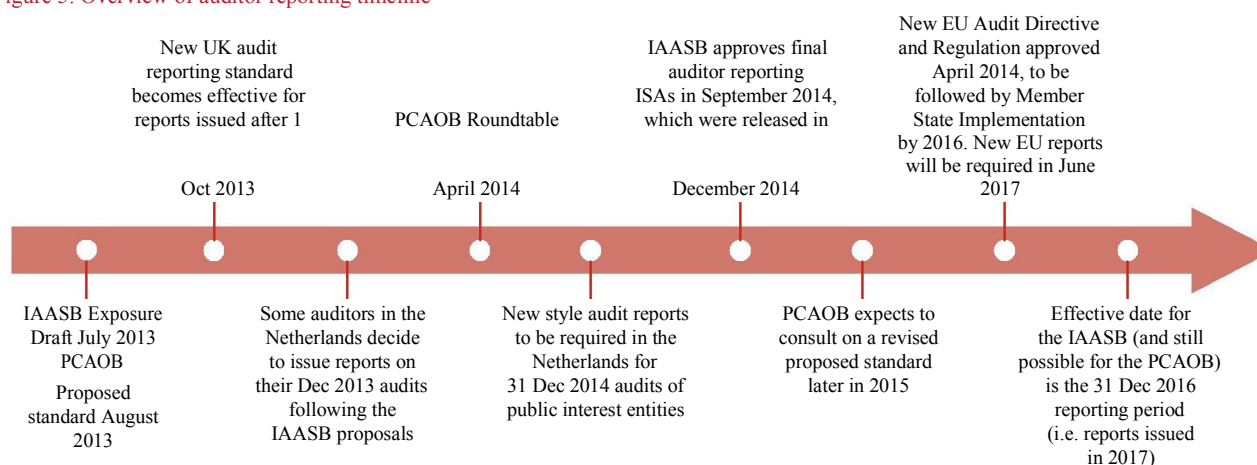 Figure 5: Overview of auditor reporting timeline
New UK audit
reporting standard
becomes effective for
reports issued after 1
Oct 2013
PCAOB Roundtable
April 2014
IAASB approves final
auditor reporting
ISAs in September 2014,
which were released in
December 2014
New EU Audit Directive
and Regulation approved
April 2014, to be
followed by Member
State Implementation
by 2016. New EU reports
will be required in June
2017
IAASB Exposure
Draft July 2013
PCAOB
Proposed
standard August
2013
Some auditors in the
Netherlands decide
to issue reports on
their Dec 2013 audits
following the
IAASB proposals
New style audit reports
to be required in the
Netherlands for
31 Dec 2014 audits of
public interest entities
PCAOB expects to
consult on a revised
proposed standard
later in 2015
Effective date for
the IAASB (and still
possible for the PCAOB)
is the 31 Dec 2016
reporting period
(i.e. reports issued
in 2017)